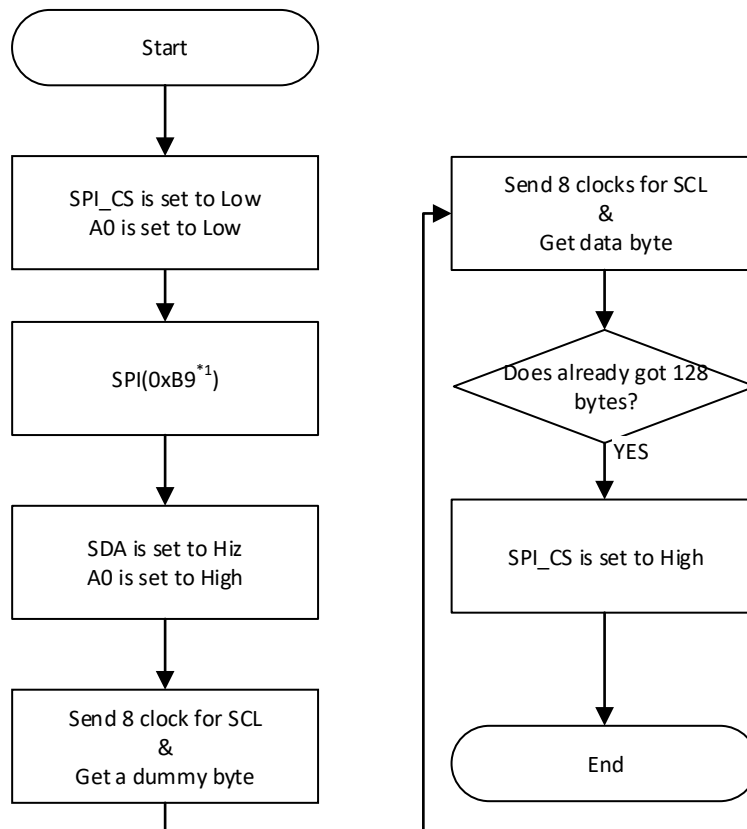 Start
SPI_CS is set to Low
A0 is set to Low
SPI(0xB9*1)
SDA is set to Hiz
A0 is set to High
Send 8 clock for SCL
&
Get a dummy byte
Send 8 clocks for SCL
&
Get data byte
Does already got 128
bytes?
YES
SPI_CS is set to High
End